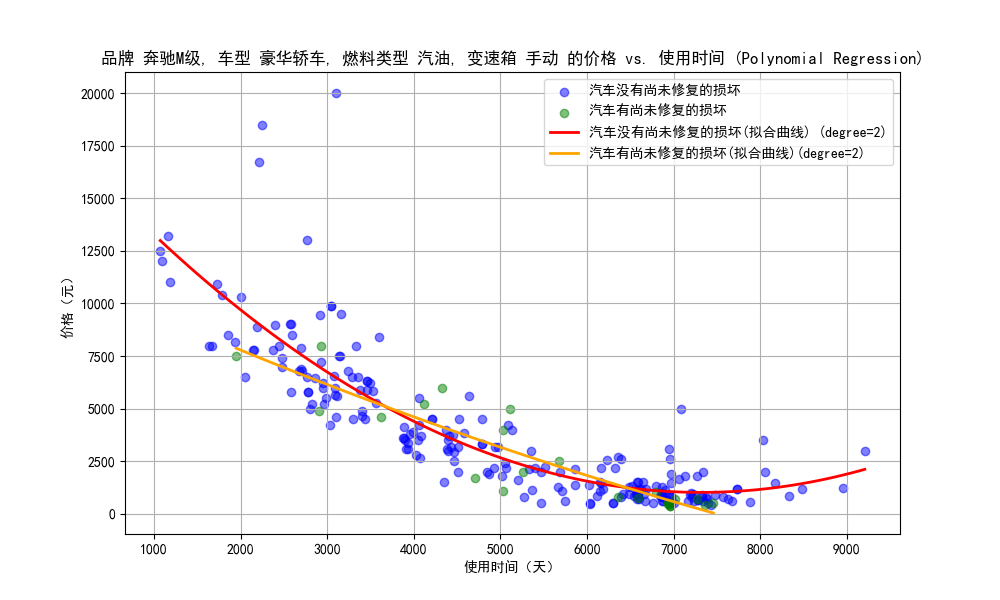 品牌 奔驰M级, 车型 豪华轿车, 燃料类型 汽油, 变速箱 手动 的价格 vs. 使用时间 (Polynomial Regression)
汽车没有尚未修复的损坏
汽车有尚未修复的损坏
汽车没有尚未修复的损坏(拟合曲线) (degree=2)
汽车有尚未修复的损坏(拟合曲线)(degree=2)
价格（元）
20000
17500
15000
12500
10000
7500
5000
2500
0
1000 2000 3000 4000 5000 6000 7000 8000 9000
使用时间（天）